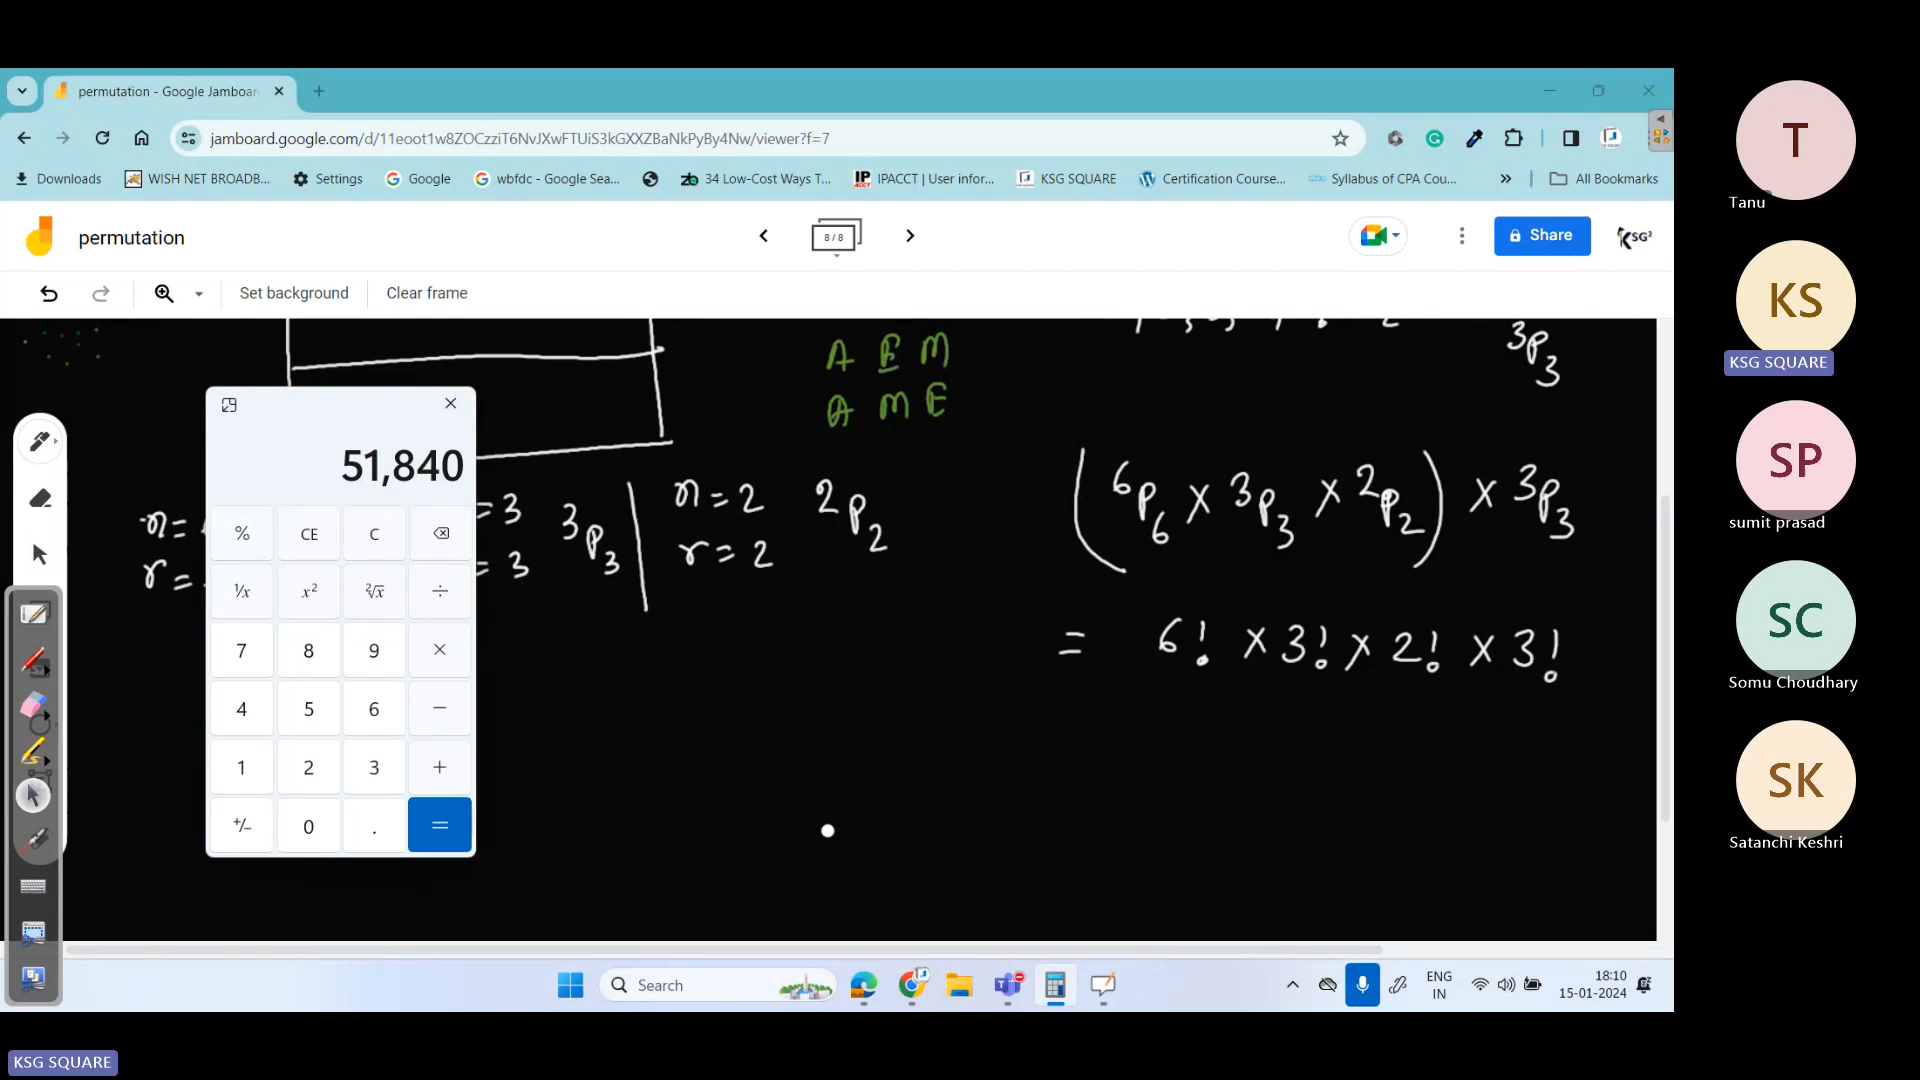 permutation - Google Jamboar
jamboard.google.com/d/11eoot1w8ZOCzziT6NvJXwFTUiS3kGXXZBaNkPyBy4Nw/viewer?f=7
Downloads WISH NET BROADB... Settings Google wbfdc - Google Sea... 34 Low-Cost Ways T... IPACCT | User infor... KSG SQUARE Certification Course... Syllabus of CPA Cou... » All Bookmarks
permutation
8 / 8
Share
KSG²
Set background Clear frame
A E M
A M E
3P3
51,840
% CE C
1/x x² ²√x ÷
7 8 9 ×
4 5 6 −
1 2 3 +
+/− 0 . =
n=
r=
=3 3P3
=3
n=2 2P2
r=2
(6P6 × 3P3 × 2P2) × 3P3
= 6! × 3! × 2! × 3!
T
Tanu
KS
KSG SQUARE
SP
sumit prasad
SC
Somu Choudhary
SK
Satanchi Keshri
Search
ENG
IN
18:10
15-01-2024
KSG SQUARE